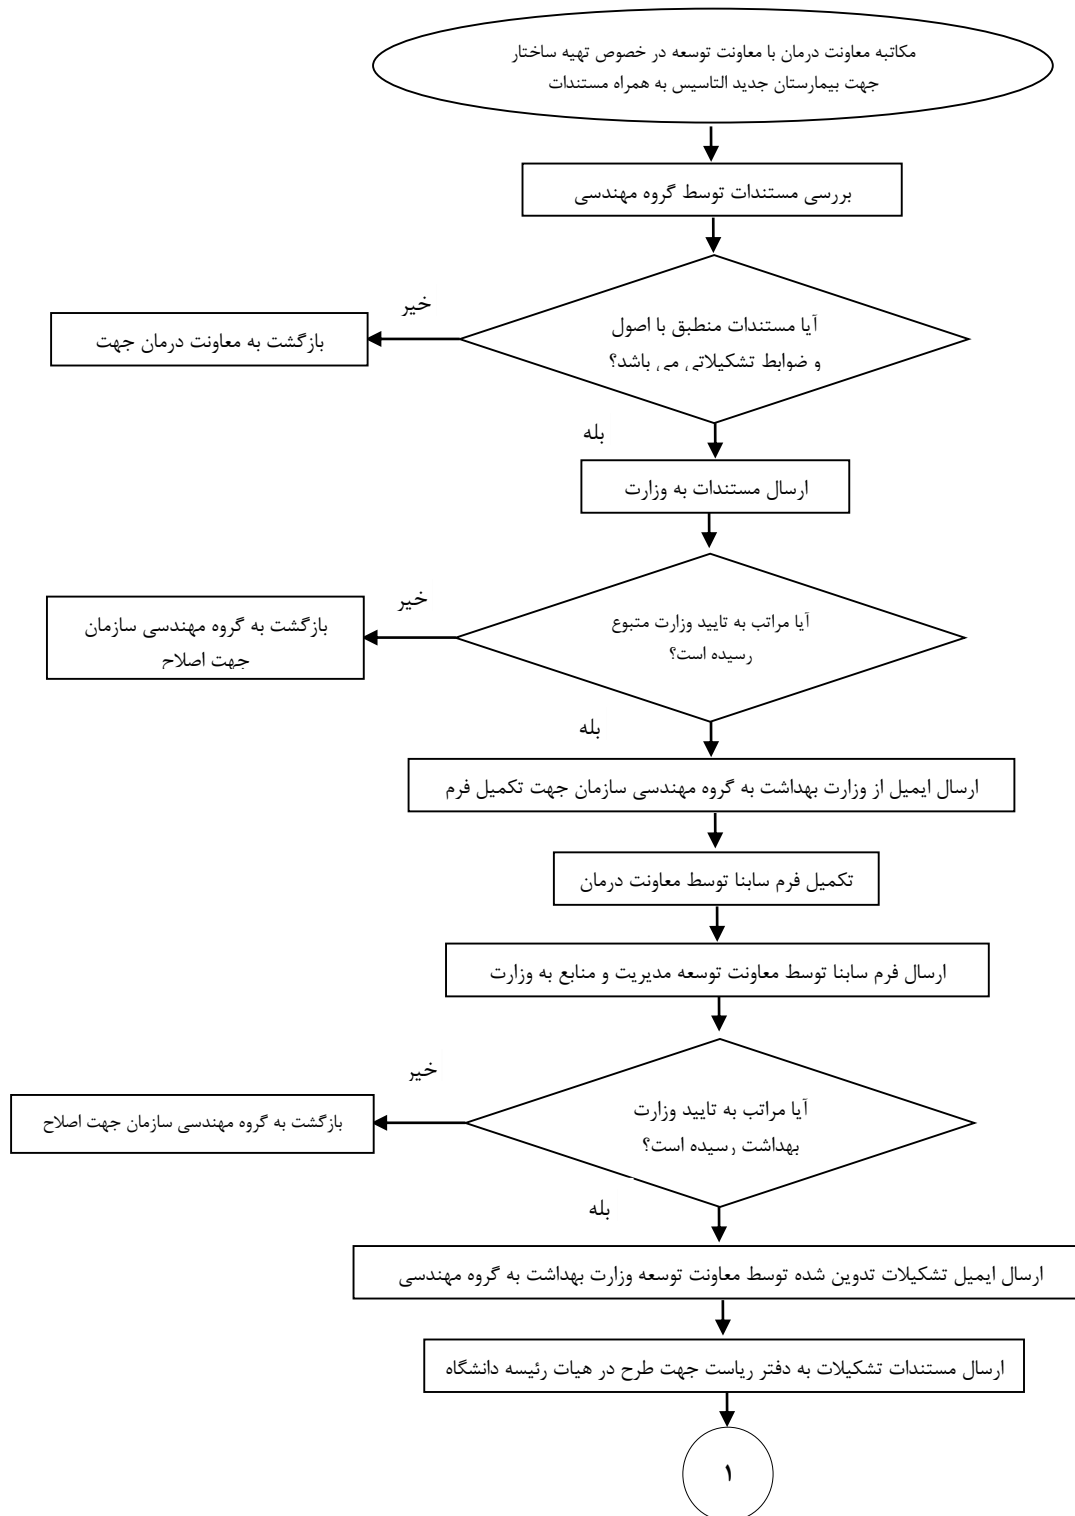 مکاتبه معاونت درمان با معاونت توسعه در خصوص تهیه ساختار
جهت بیمارستان جدید التاسیس به همراه مستندات
بررسی مستندات توسط گروه مهندسی
آیا مستندات منطبق با اصول
و ضوابط تشکیلاتی می باشد؟
خیر
بازگشت به معاونت درمان جهت
بله
ارسال مستندات به وزارت
آیا مراتب به تایید وزارت متبوع
رسیده است؟
خیر
بازگشت به گروه مهندسی سازمان
جهت اصلاح
بله
ارسال ایمیل از وزارت بهداشت به گروه مهندسی سازمان جهت تکمیل فرم
تکمیل فرم سابنا توسط معاونت درمان
ارسال فرم سابنا توسط معاونت توسعه مدیریت و منابع به وزارت
آیا مراتب به تایید وزارت
بهداشت رسیده است؟
خیر
بازگشت به گروه مهندسی سازمان جهت اصلاح
بله
ارسال ایمیل تشکیلات تدوین شده توسط معاونت توسعه وزارت بهداشت به گروه مهندسی
ارسال مستندات تشکیلات به دفتر ریاست جهت طرح در هیات رئیسه دانشگاه
۱